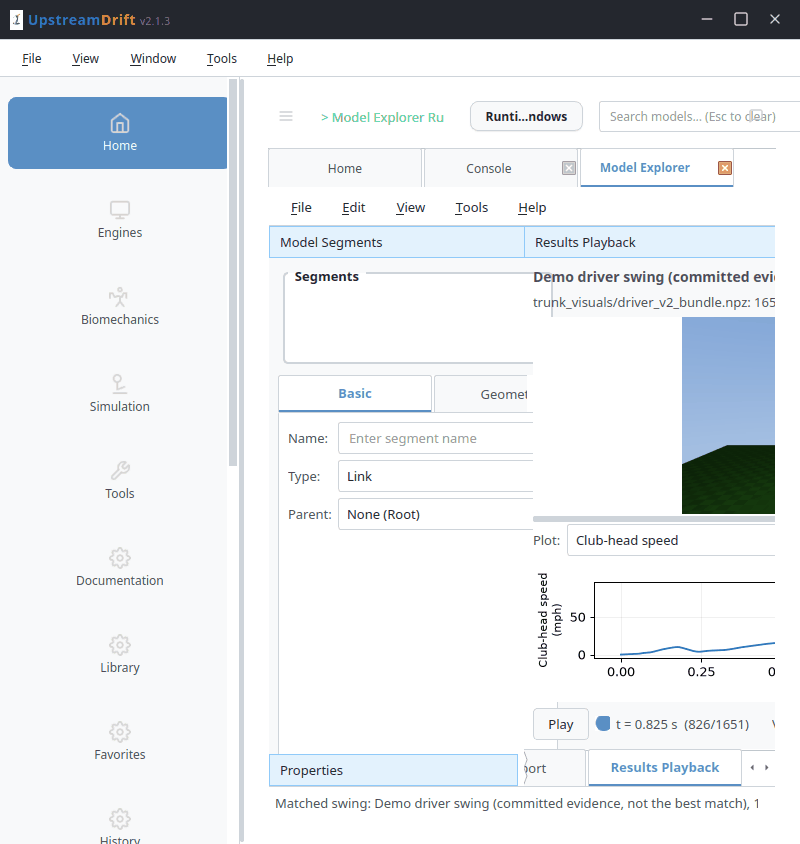 UpstreamDrift v2.1.3
File View Window Tools Help
Home
Engines
Biomechanics
Simulation
Tools
Documentation
Library
Favorites
History
> Model Explorer Ru
Runti...ndows
Search models... (Esc to clear)
Home Console Model Explorer
File Edit View Tools Help
Model Segments
Segments
Basic Geomet
Name: Enter segment name
Type: Link
Parent: None (Root)
Properties
Results Playback
Demo driver swing (committed evi
trunk_visuals/driver_v2_bundle.npz: 165
Plot: Club-head speed
Club-head speed
(mph)
50
0
0.00 0.25 0
Play t = 0.825 s (826/1651)
port Results Playback
Matched swing: Demo driver swing (committed evidence, not the best match), 1